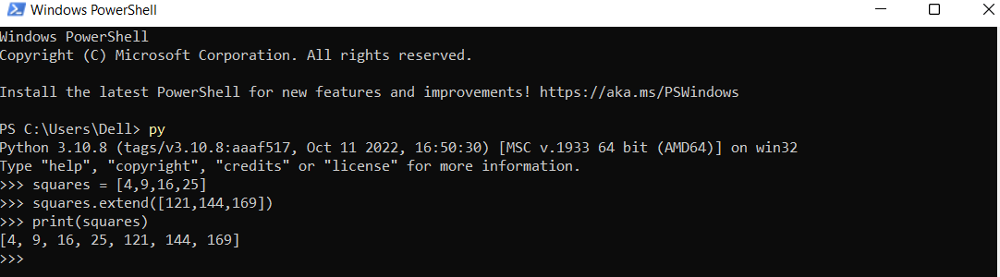 Windows PowerShell
Windows PowerShell
Copyright (C) Microsoft Corporation. All rights reserved.
Install the latest PowerShell for new features and improvements! https://aka.ms/PSWindows
PS C:\Users\Dell> py
Python 3.10.8 (tags/v3.10.8:aaaf517, Oct 11 2022, 16:50:30) [MSC v.1933 64 bit (AMD64)] on win32
Type "help", "copyright", "credits" or "license" for more information.
>>> squares = [4,9,16,25]
>>> squares.extend([121,144,169])
>>> print(squares)
[4, 9, 16, 25, 121, 144, 169]
>>>